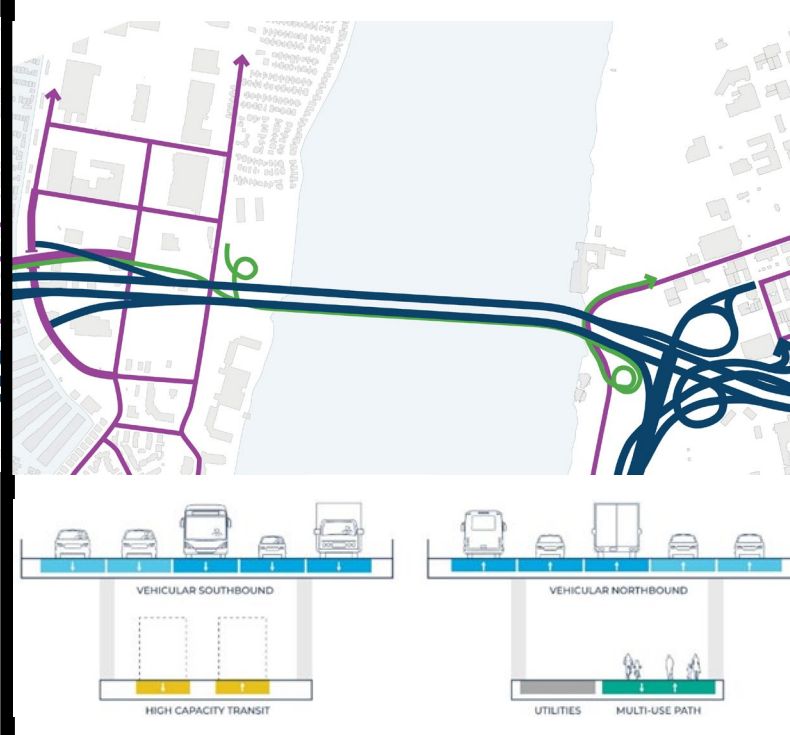 VEHICULAR SOUTHBOUND
VEHICULAR NORTHBOUND
HIGH CAPACITY TRANSIT
UTILITIES
MULTI-USE PATH